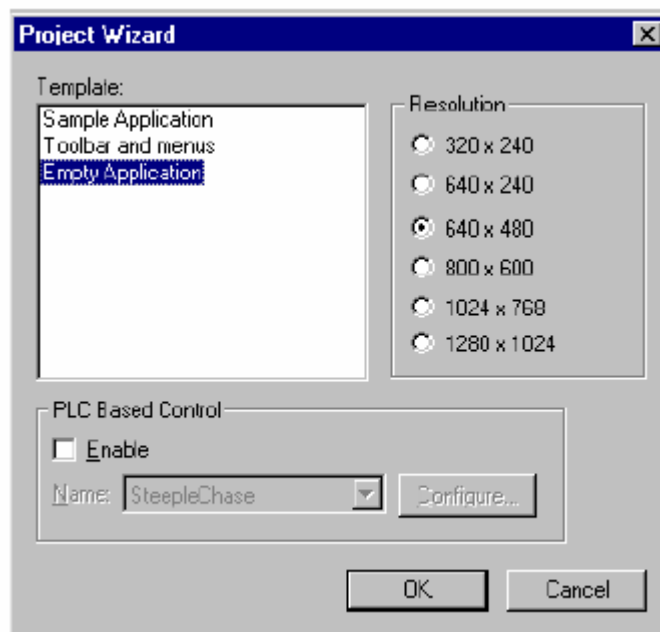 Project Wizard
Template:
Sample Application
Toolbar and menus
Empty Application
Resolution
320 x 240
640 x 240
640 x 480
800 x 600
1024 x 768
1280 x 1024
PLC Based Control
Enable
Name: SteepleChase Configure...
OK Cancel